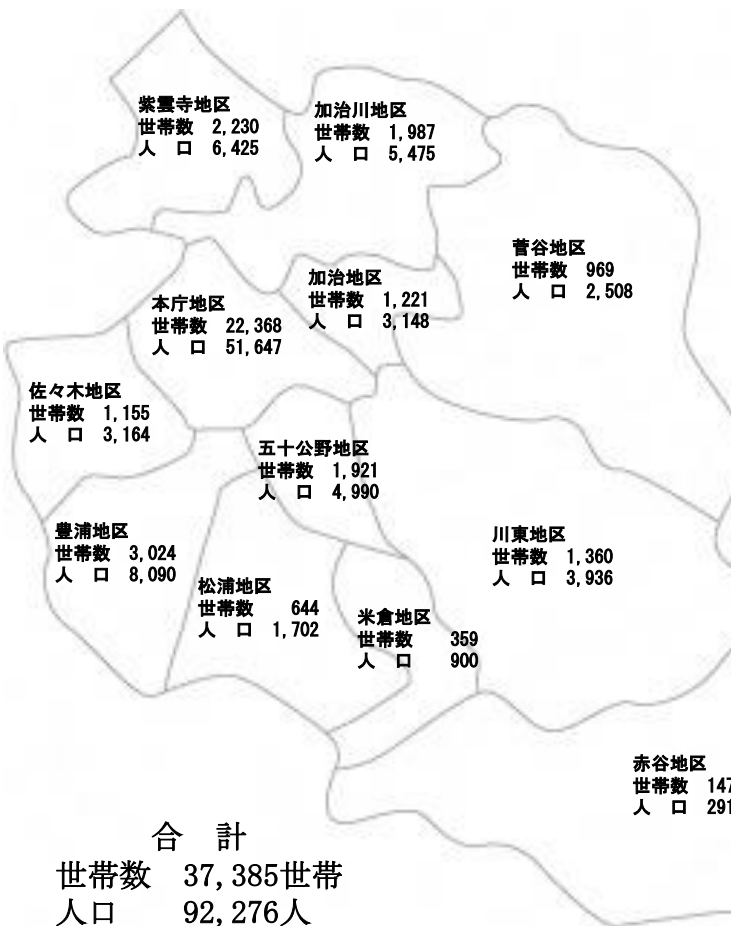 紫雲寺地区
世帯数 2,230
人 口 6,425
加治川地区
世帯数 1,987
人 口 5,475
菅谷地区
世帯数 969
人 口 2,508
加治地区
世帯数 1,221
人 口 3,148
本庁地区
世帯数 22,368
人 口 51,647
佐々木地区
世帯数 1,155
人 口 3,164
五十公野地区
世帯数 1,921
人 口 4,990
豊浦地区
世帯数 3,024
人 口 8,090
川東地区
世帯数 1,360
人 口 3,936
松浦地区
世帯数 644
人 口 1,702
米倉地区
世帯数 359
人 口 900
赤谷地区
世帯数 147
人 口 291
合 計
世帯数 37,385世帯
人口 92,276人